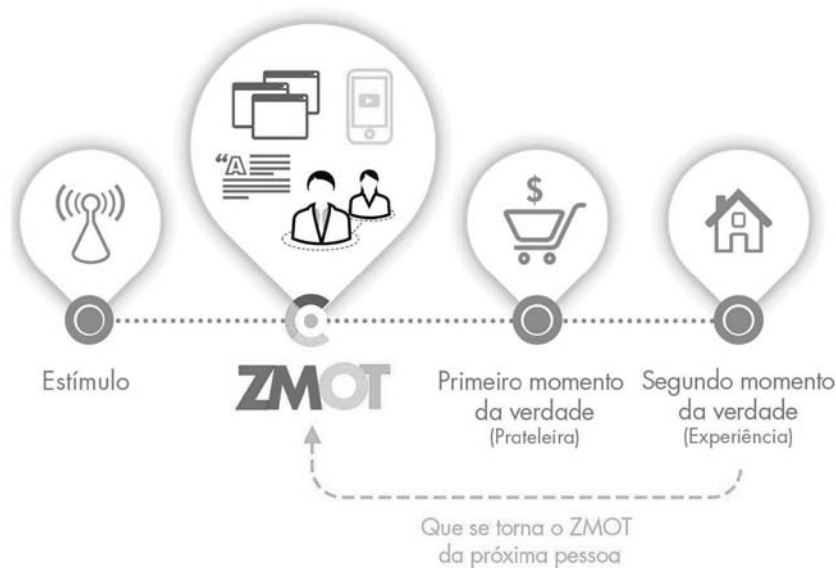 “A
$
Estímulo
ZMOT
Primeiro momento
da verdade
(Prateleira)
Segundo momento
da verdade
(Experiência)
Que se torna o ZMOT
da próxima pessoa